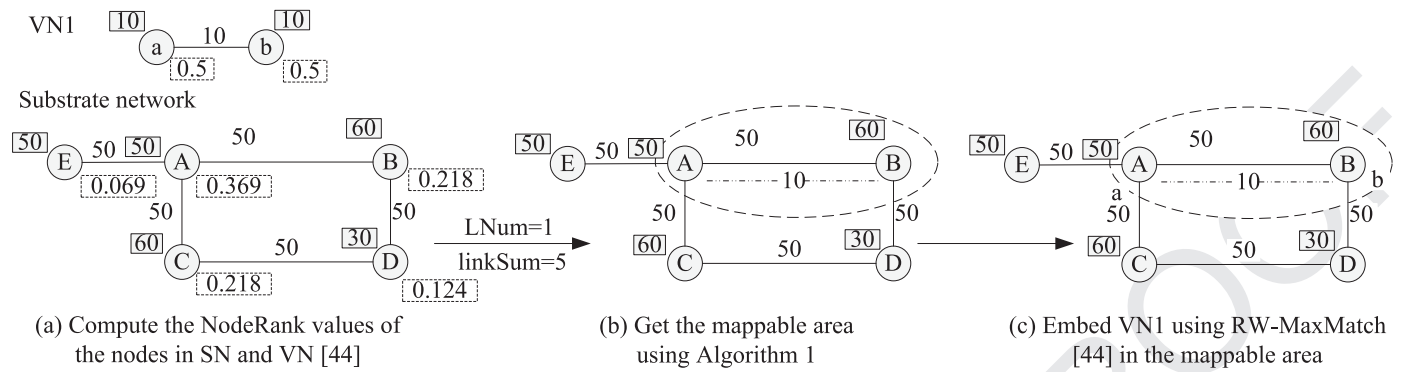 VN1
10 10 10
a b
0.5 0.5
Substrate network
50 50 50 50 60
E A B
0.069 0.369 0.218
50 50
60 50 30
C D
0.218 0.124
LNum=1
linkSum=5
50 50 50 50 60
E A B
10
50 50
60 50 30
C D
50 50 50 50 60
E A B
10
a b
50 50
60 50 30
C D
(a) Compute the NodeRank values of
the nodes in SN and VN [44]
(b) Get the mappable area
using Algorithm 1
(c) Embed VN1 using RW-MaxMatch
[44] in the mappable area